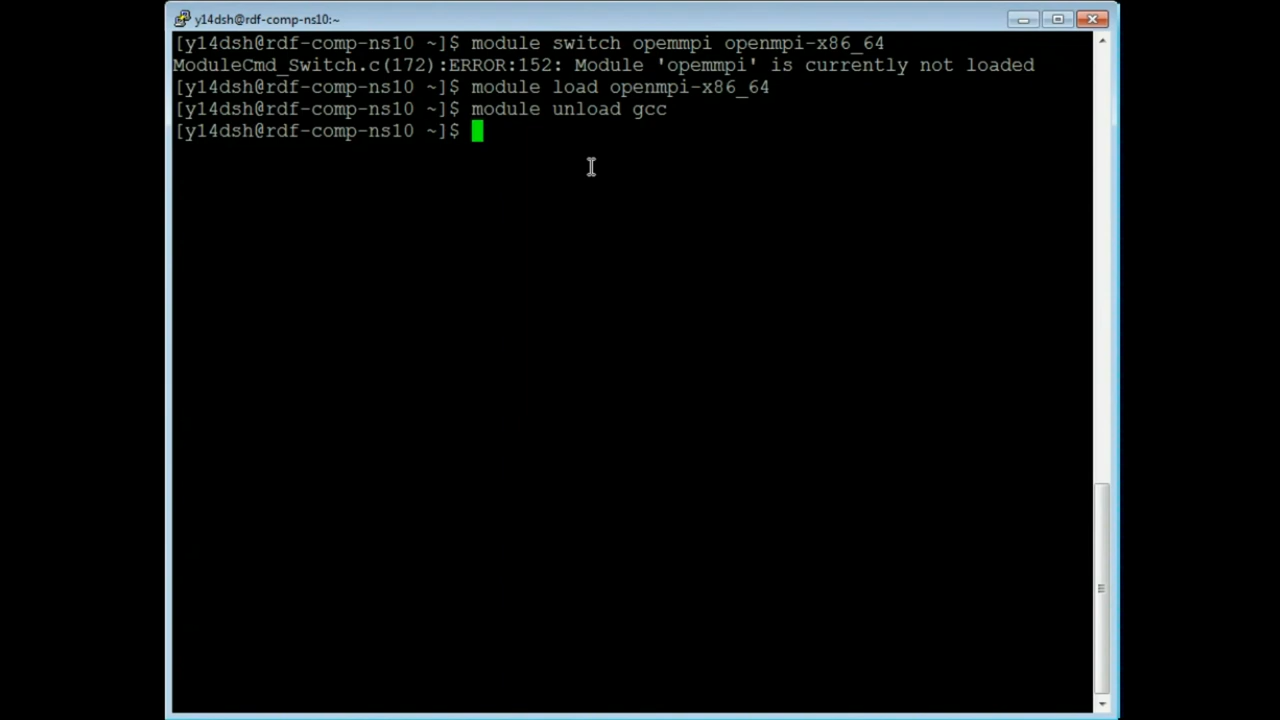 y14dsh@rdf-comp-ns10:~
[y14dsh@rdf-comp-ns10 ~]$ module switch opemmpi openmpi-x86_64
ModuleCmd_Switch.c(172):ERROR:152: Module 'opemmpi' is currently not loaded
[y14dsh@rdf-comp-ns10 ~]$ module load openmpi-x86_64
[y14dsh@rdf-comp-ns10 ~]$ module unload gcc
[y14dsh@rdf-comp-ns10 ~]$